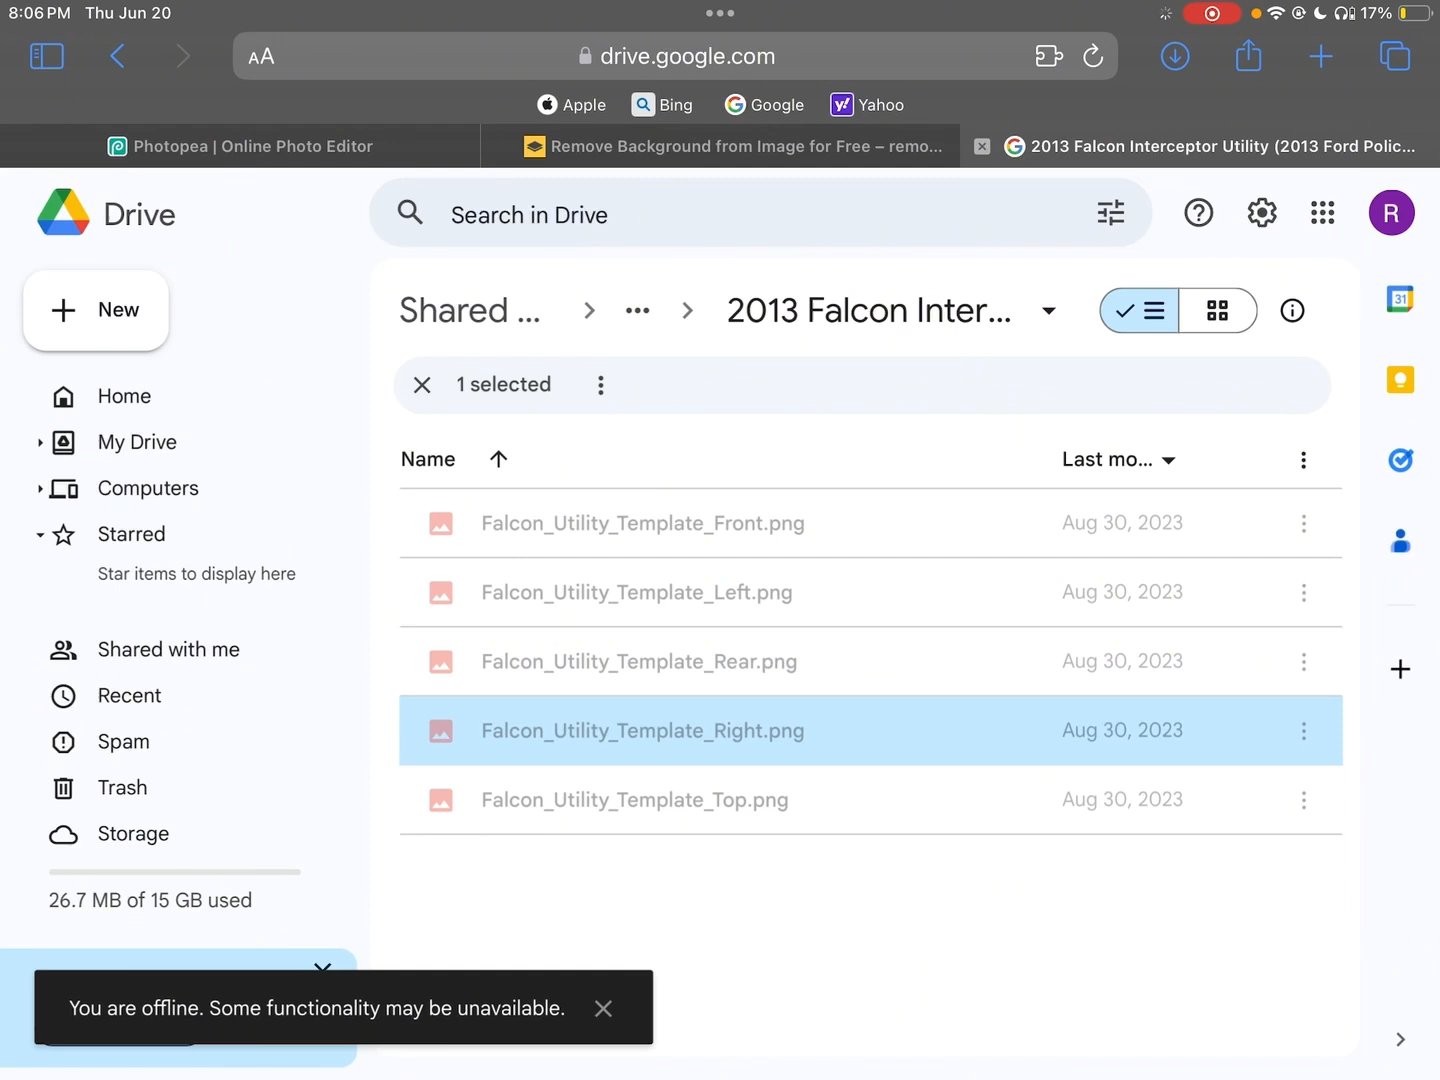 8:06 PM Thu Jun 20
17%
AA
drive.google.com
Apple
Bing
Google
Yahoo
Photopea | Online Photo Editor
Remove Background from Image for Free – remo...
2013 Falcon Interceptor Utility (2013 Ford Polic...
Drive
Search in Drive
R
New
Shared ...
2013 Falcon Inter...
31
1 selected
Home
My Drive
Computers
Starred
Star items to display here
Shared with me
Recent
Spam
Trash
Storage
26.7 MB of 15 GB used
Name
Last mo...
Falcon_Utility_Template_Front.png
Aug 30, 2023
Falcon_Utility_Template_Left.png
Aug 30, 2023
Falcon_Utility_Template_Rear.png
Aug 30, 2023
Falcon_Utility_Template_Right.png
Aug 30, 2023
Falcon_Utility_Template_Top.png
Aug 30, 2023
You are offline. Some functionality may be unavailable.